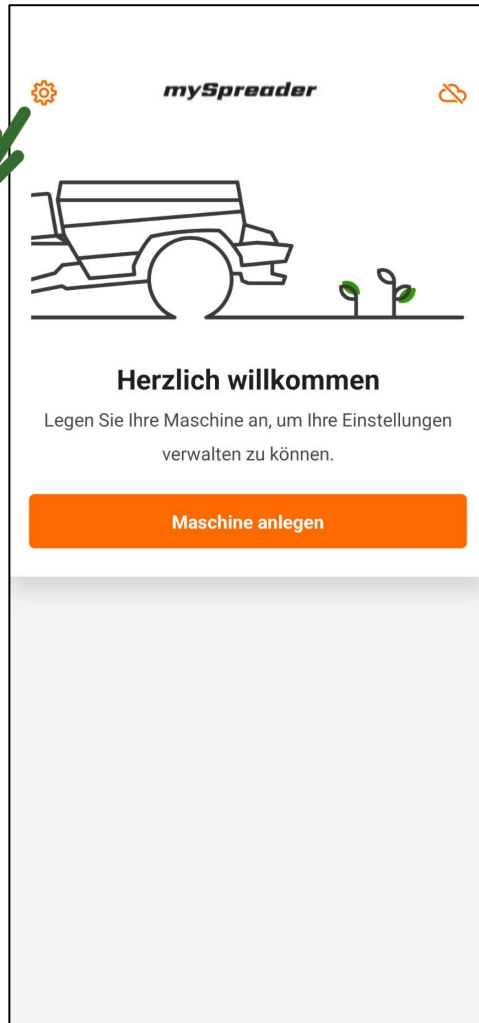 mySpreader
Herzlich willkommen
Legen Sie Ihre Maschine an, um Ihre Einstellungen
verwalten zu können.
Maschine anlegen